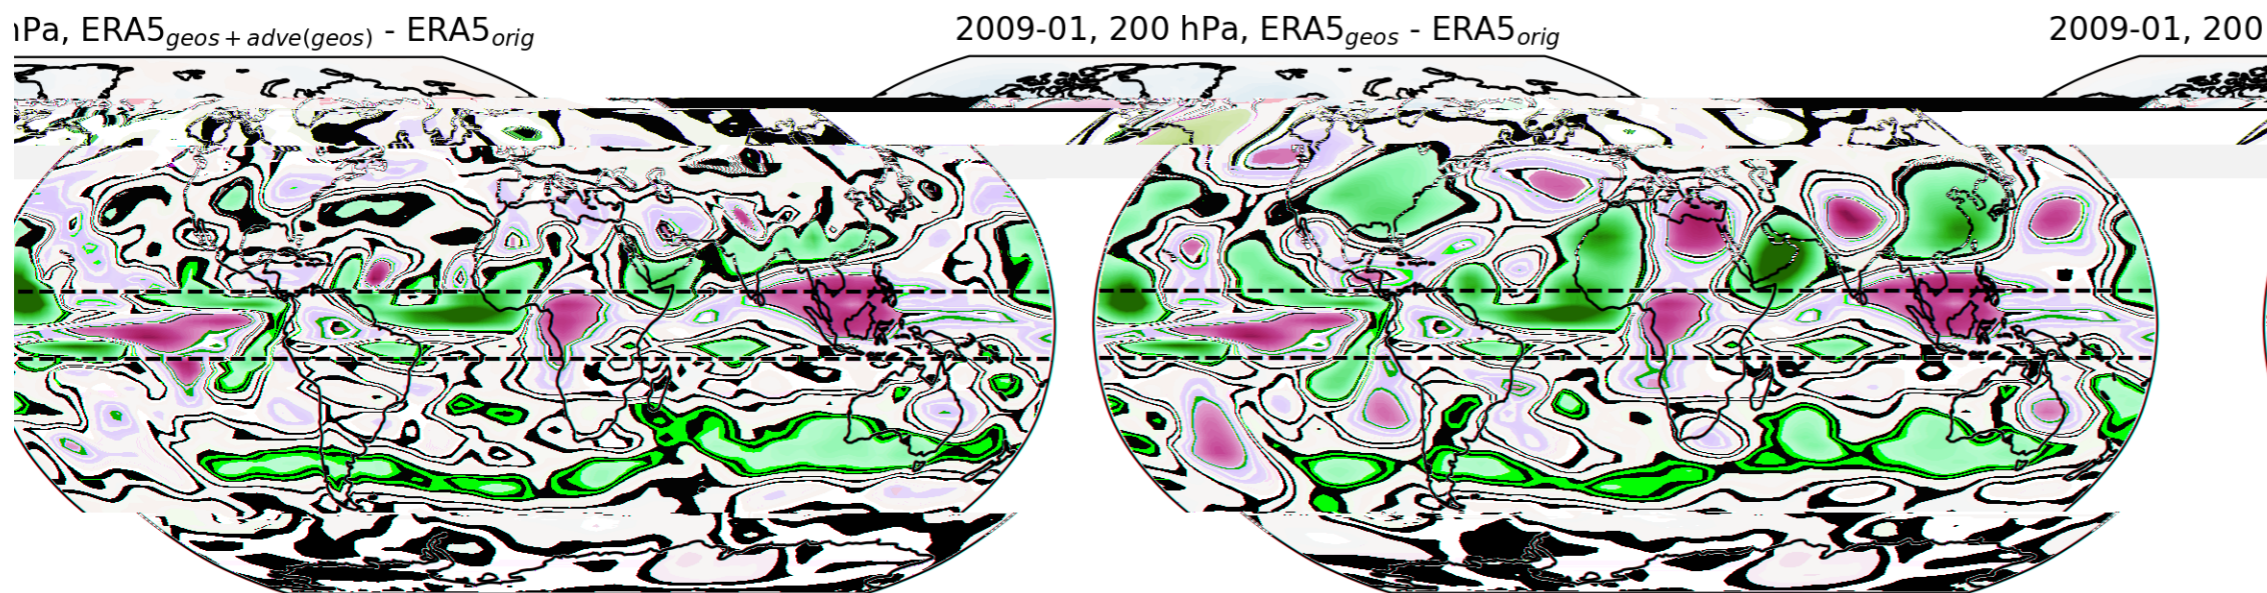 hPa, ERA5geos+adve(geos) - ERA5orig
2009-01, 200 hPa, ERA5geos - ERA5orig
2009-01, 200